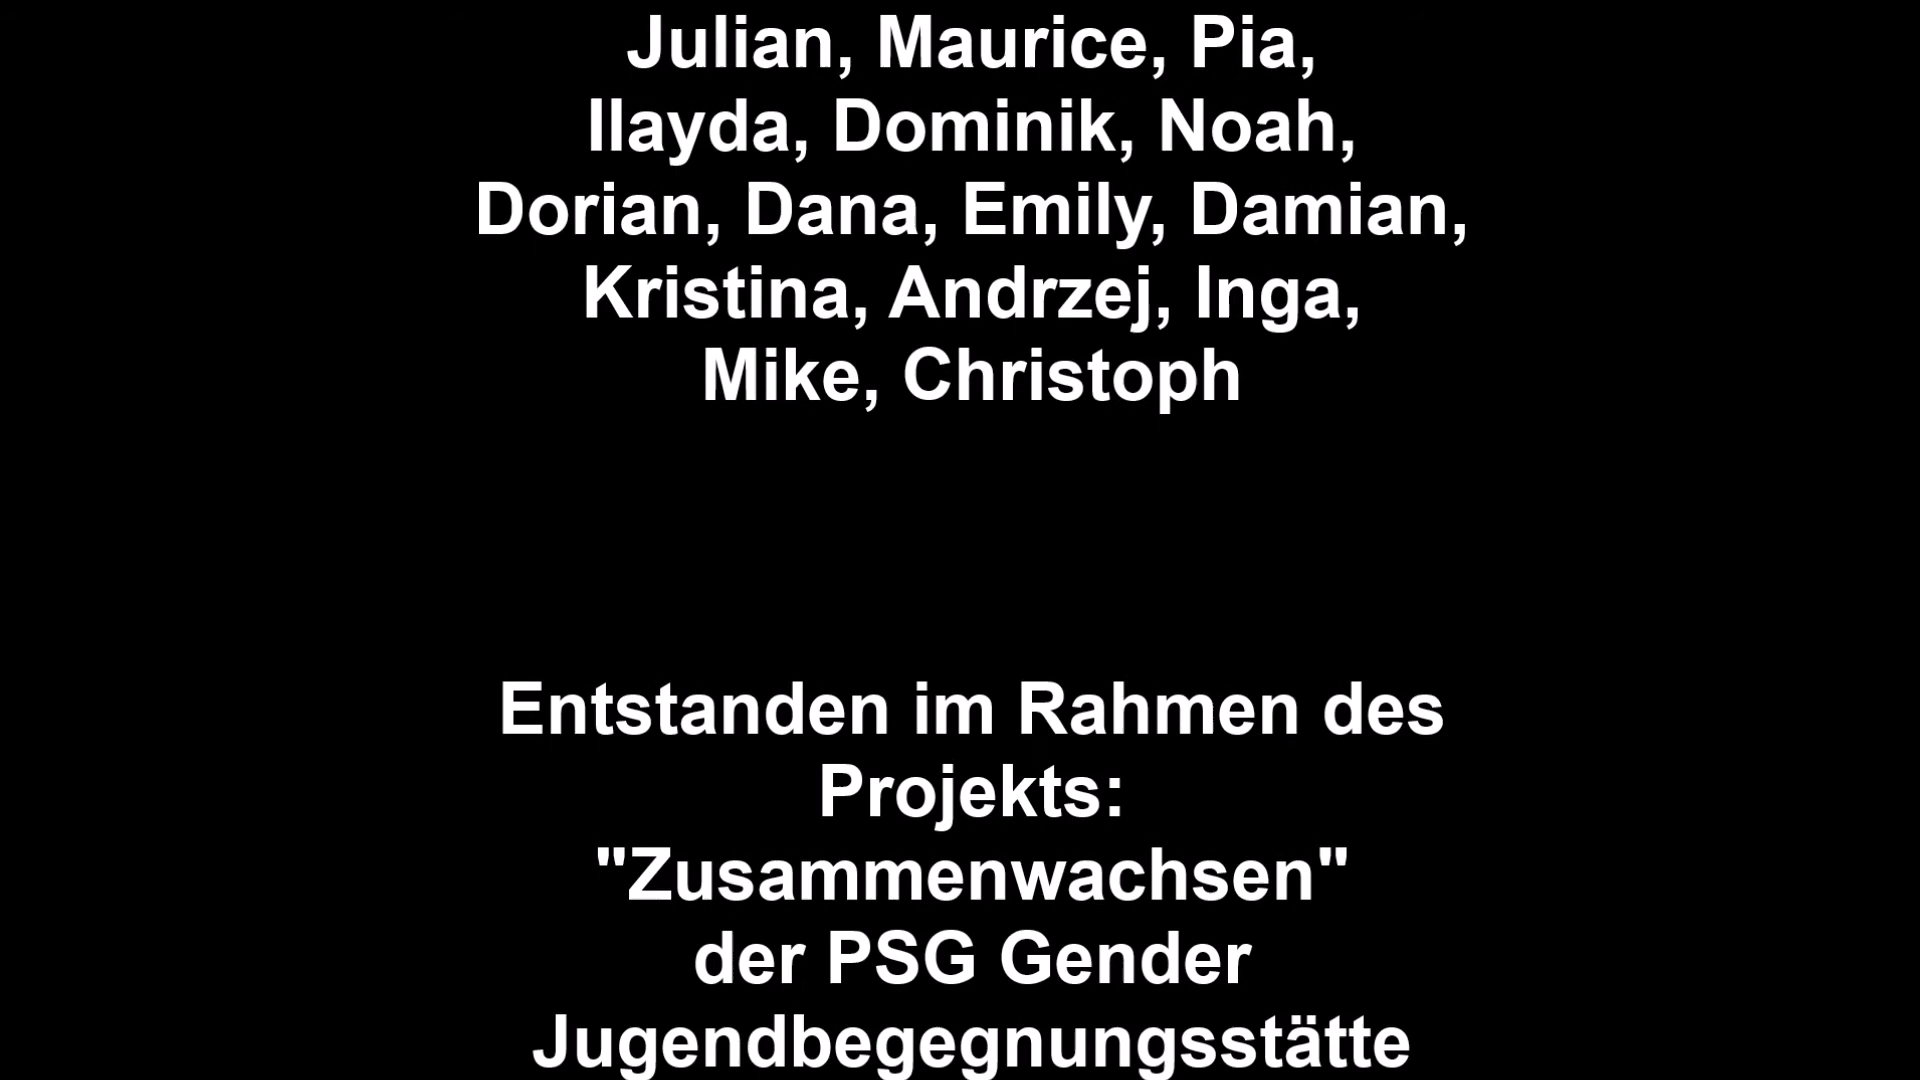 Julian, Maurice, Pia,
Ilayda, Dominik, Noah,
Dorian, Dana, Emily, Damian,
Kristina, Andrzej, Inga,
Mike, Christoph
Entstanden im Rahmen des
Projekts:
"Zusammenwachsen"
der PSG Gender
Jugendbegegnungsstätte